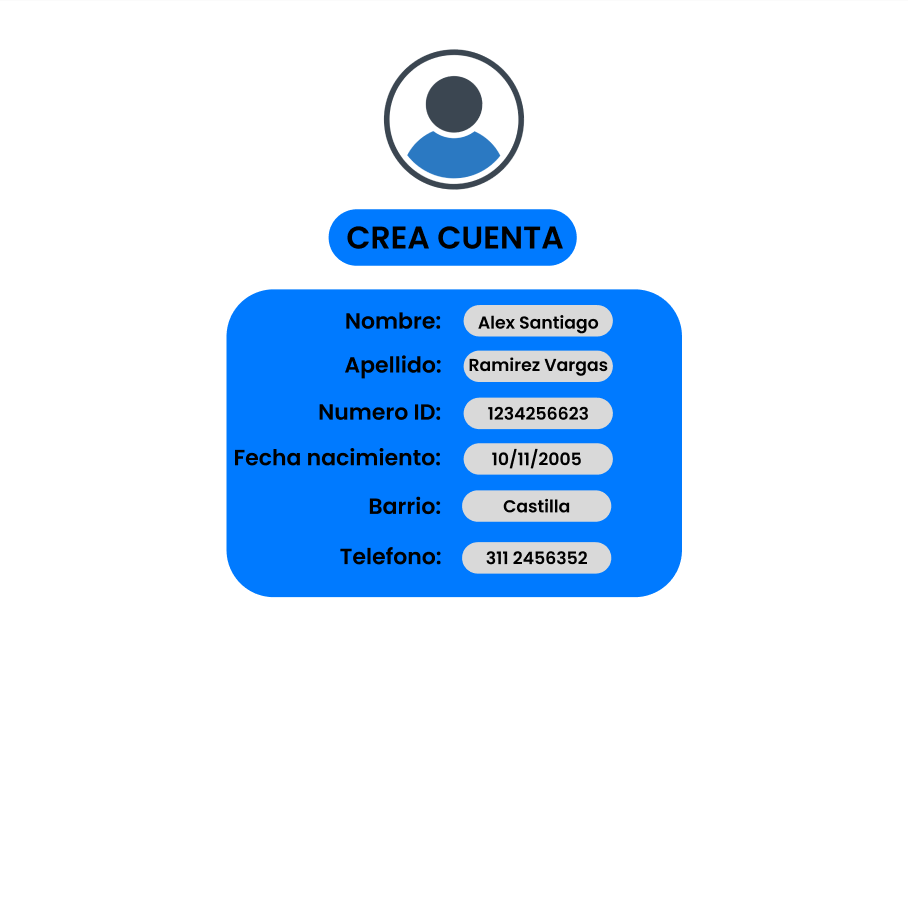 CREA CUENTA
Nombre: Alex Santiago
Apellido: Ramirez Vargas
Numero ID: 1234256623
Fecha nacimiento: 10/11/2005
Barrio: Castilla
Telefono: 311 2456352